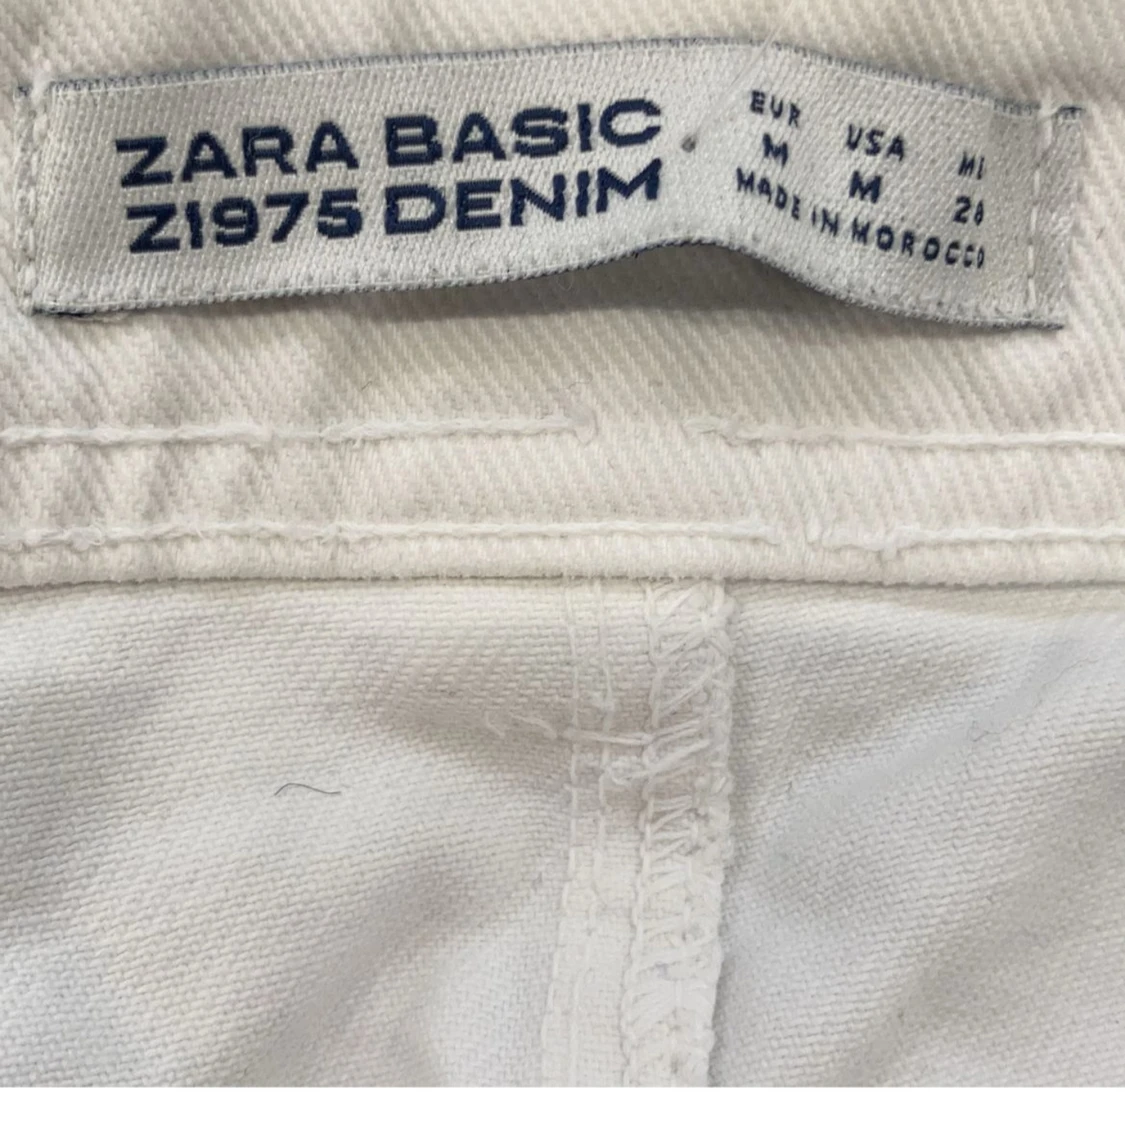 ZARA BASIC
Z1975 DENIM
EUR USA
M M 28
MADE IN MOROCCO